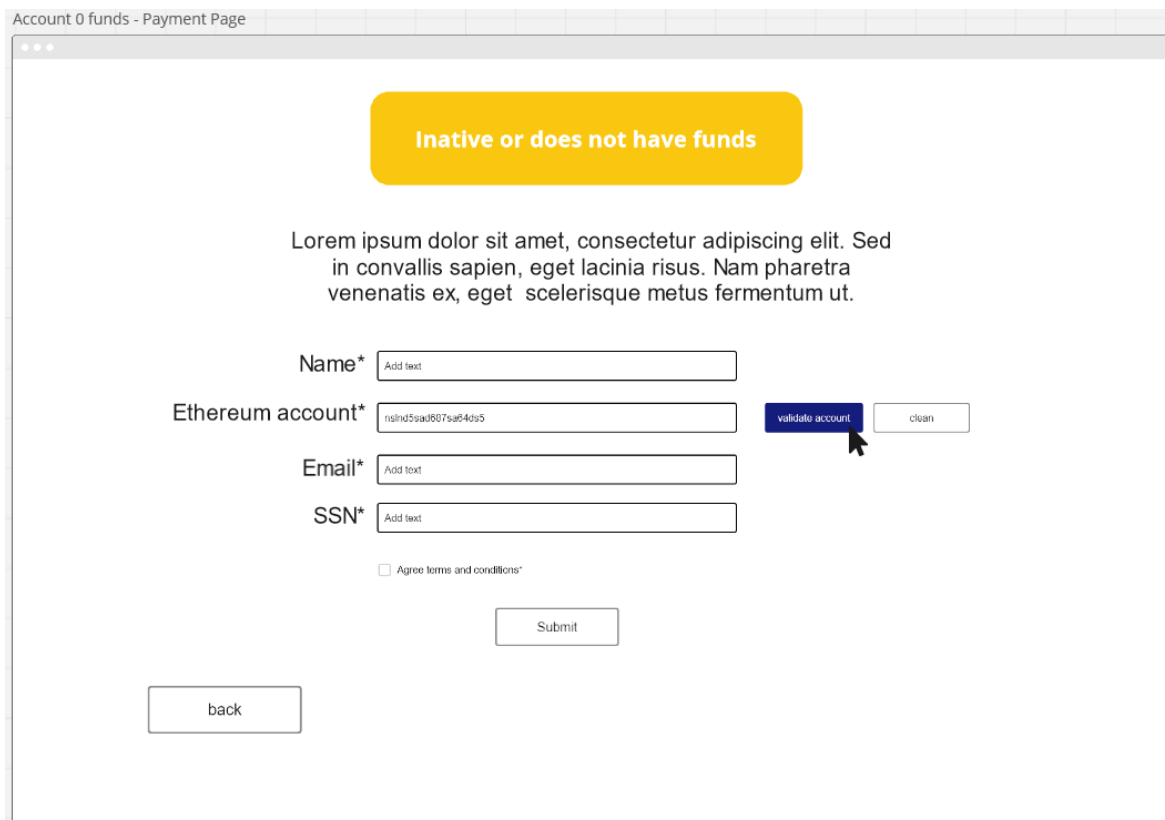 Account 0 funds - Payment Page
Inative or does not have funds
Lorem ipsum dolor sit amet, consectetur adipiscing elit. Sed
in convallis sapien, eget lacinia risus. Nam pharetra
venenatis ex, eget  scelerisque metus fermentum ut.
Name*
Add text
Ethereum account*
nslnd5sad687sa64ds5
validate account
clean
Email*
Add text
SSN*
Add text
Agree terms and conditions*
Submit
back